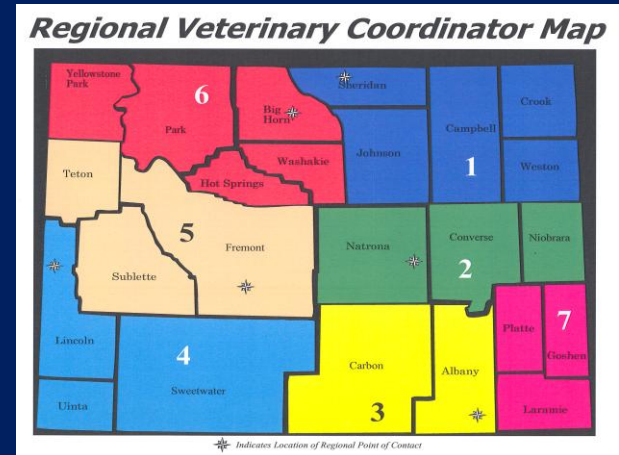 Regional Veterinary Coordinator Map
Yellowstone
Park
6
Park
Big
Horn
Sheridan
Campbell
Crook
Johnson
1
Weston
Washakie
Hot Springs
Teton
5
Fremont
Sublette
Natrona
Converse
2
Niobrara
Lincoln
4
Sweetwater
Uinta
Carbon
3
Albany
Platte
7
Goshen
Laramie
Indicates Location of Regional Point of Contact